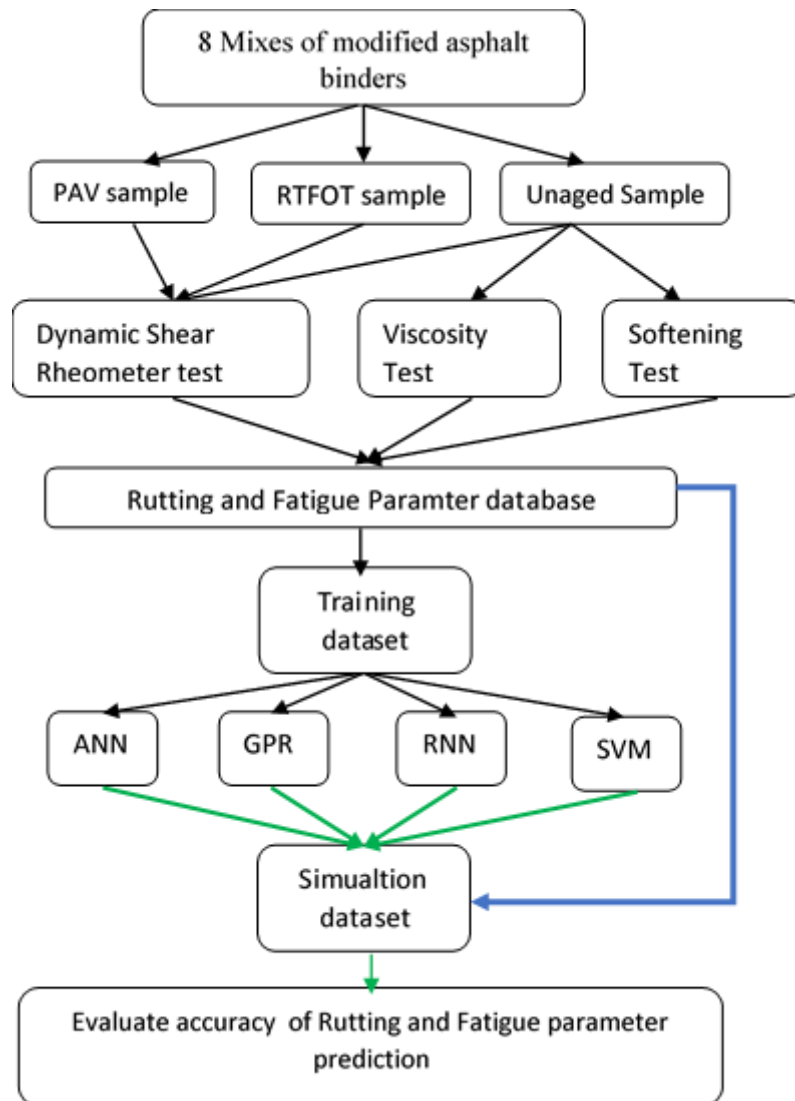 8 Mixes of modified asphalt
binders
PAV sample
RTFOT sample
Unaged Sample
Dynamic Shear
Rheometer test
Viscosity
Test
Softening
Test
Rutting and Fatigue Paramter database
Training
dataset
ANN
GPR
RNN
SVM
Simualtion
dataset
Evaluate accuracy of Rutting and Fatigue parameter
prediction